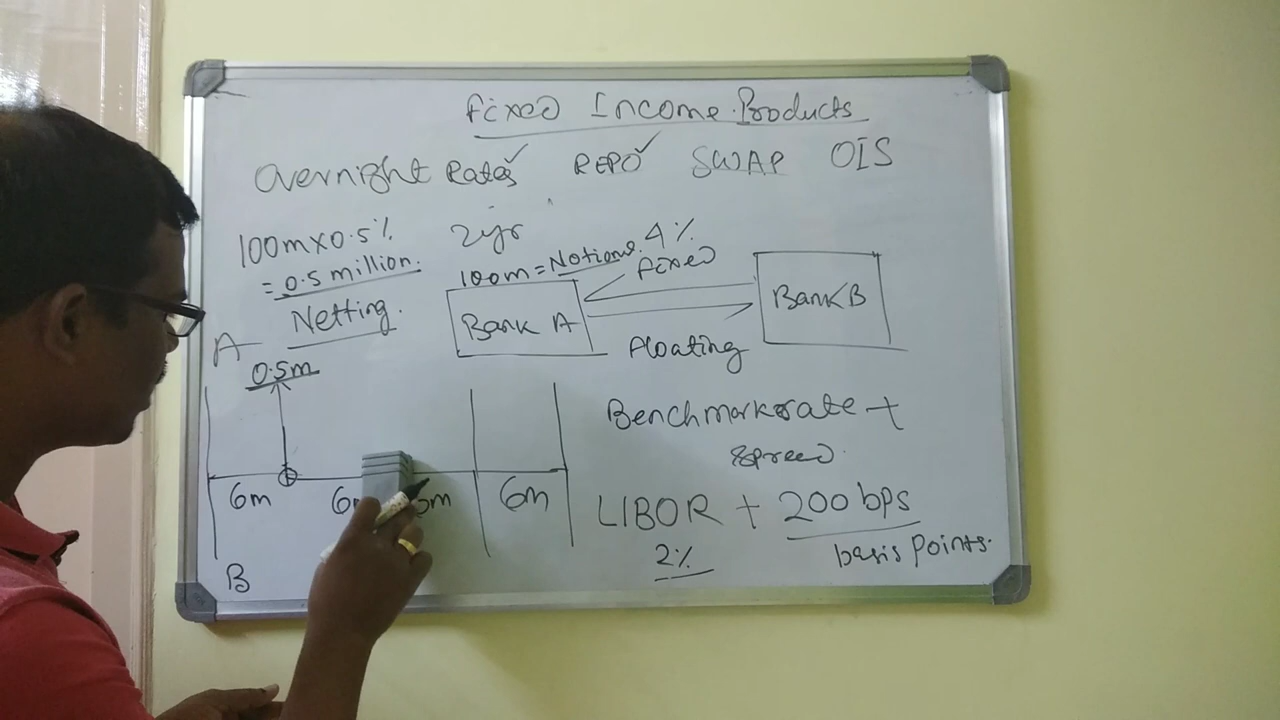 Fixed Income Products
Overnight Rates REPO SWAP OIS
100m×0.5%
= 0.5 million.
Netting.
2yr
100m = Notional 4%
Fixed
Bank A
Bank B
Floating
A
0.5m
6m 6m 6m
B
Benchmark rate +
Spread
LIBOR + 200 bps
2% basis Points.